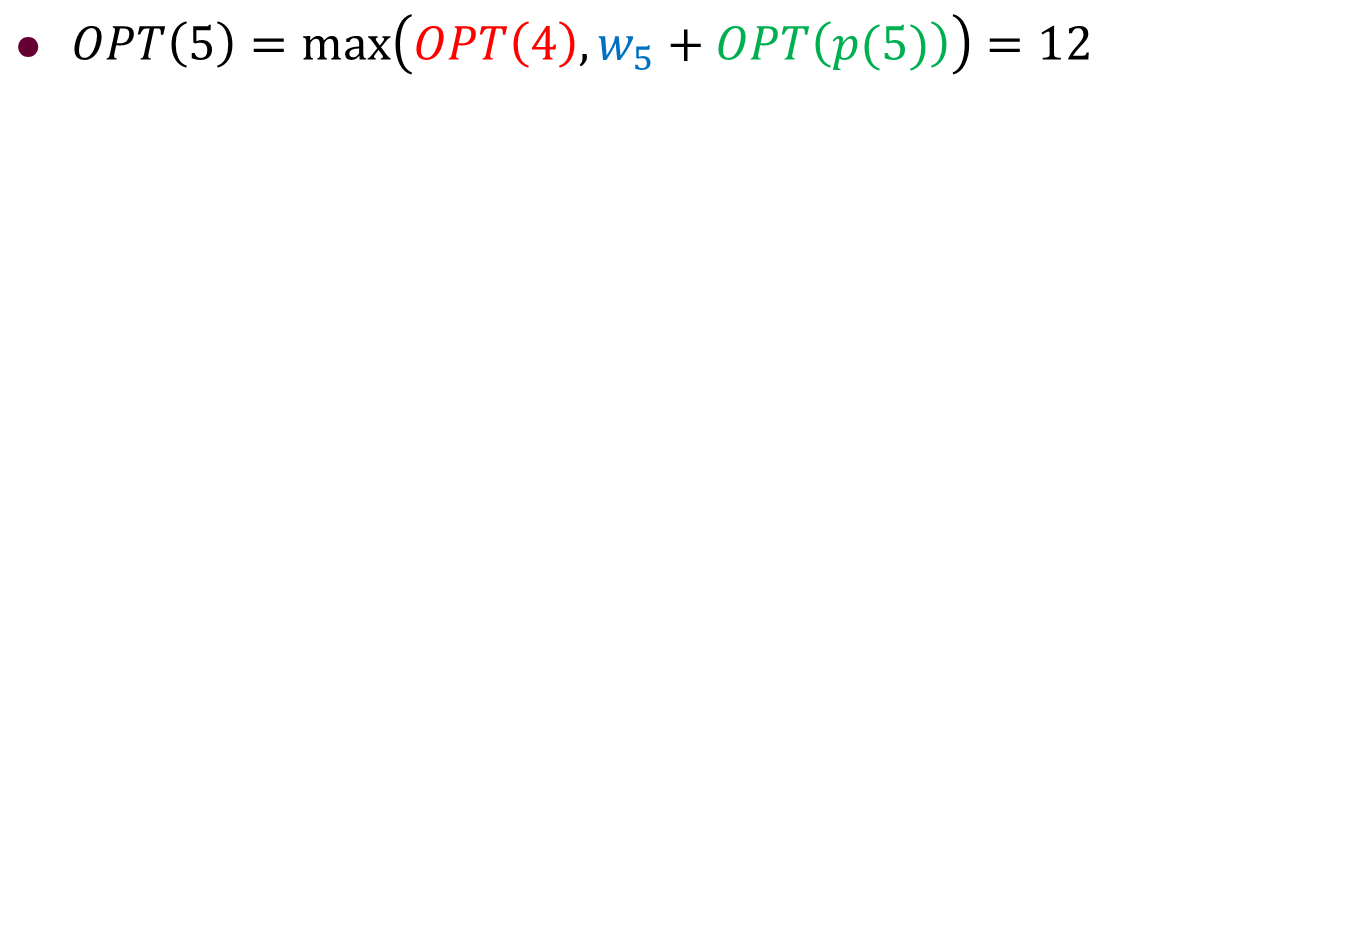 • OPT(5) = max(OPT(4), w₅ + OPT(p(5))) = 12